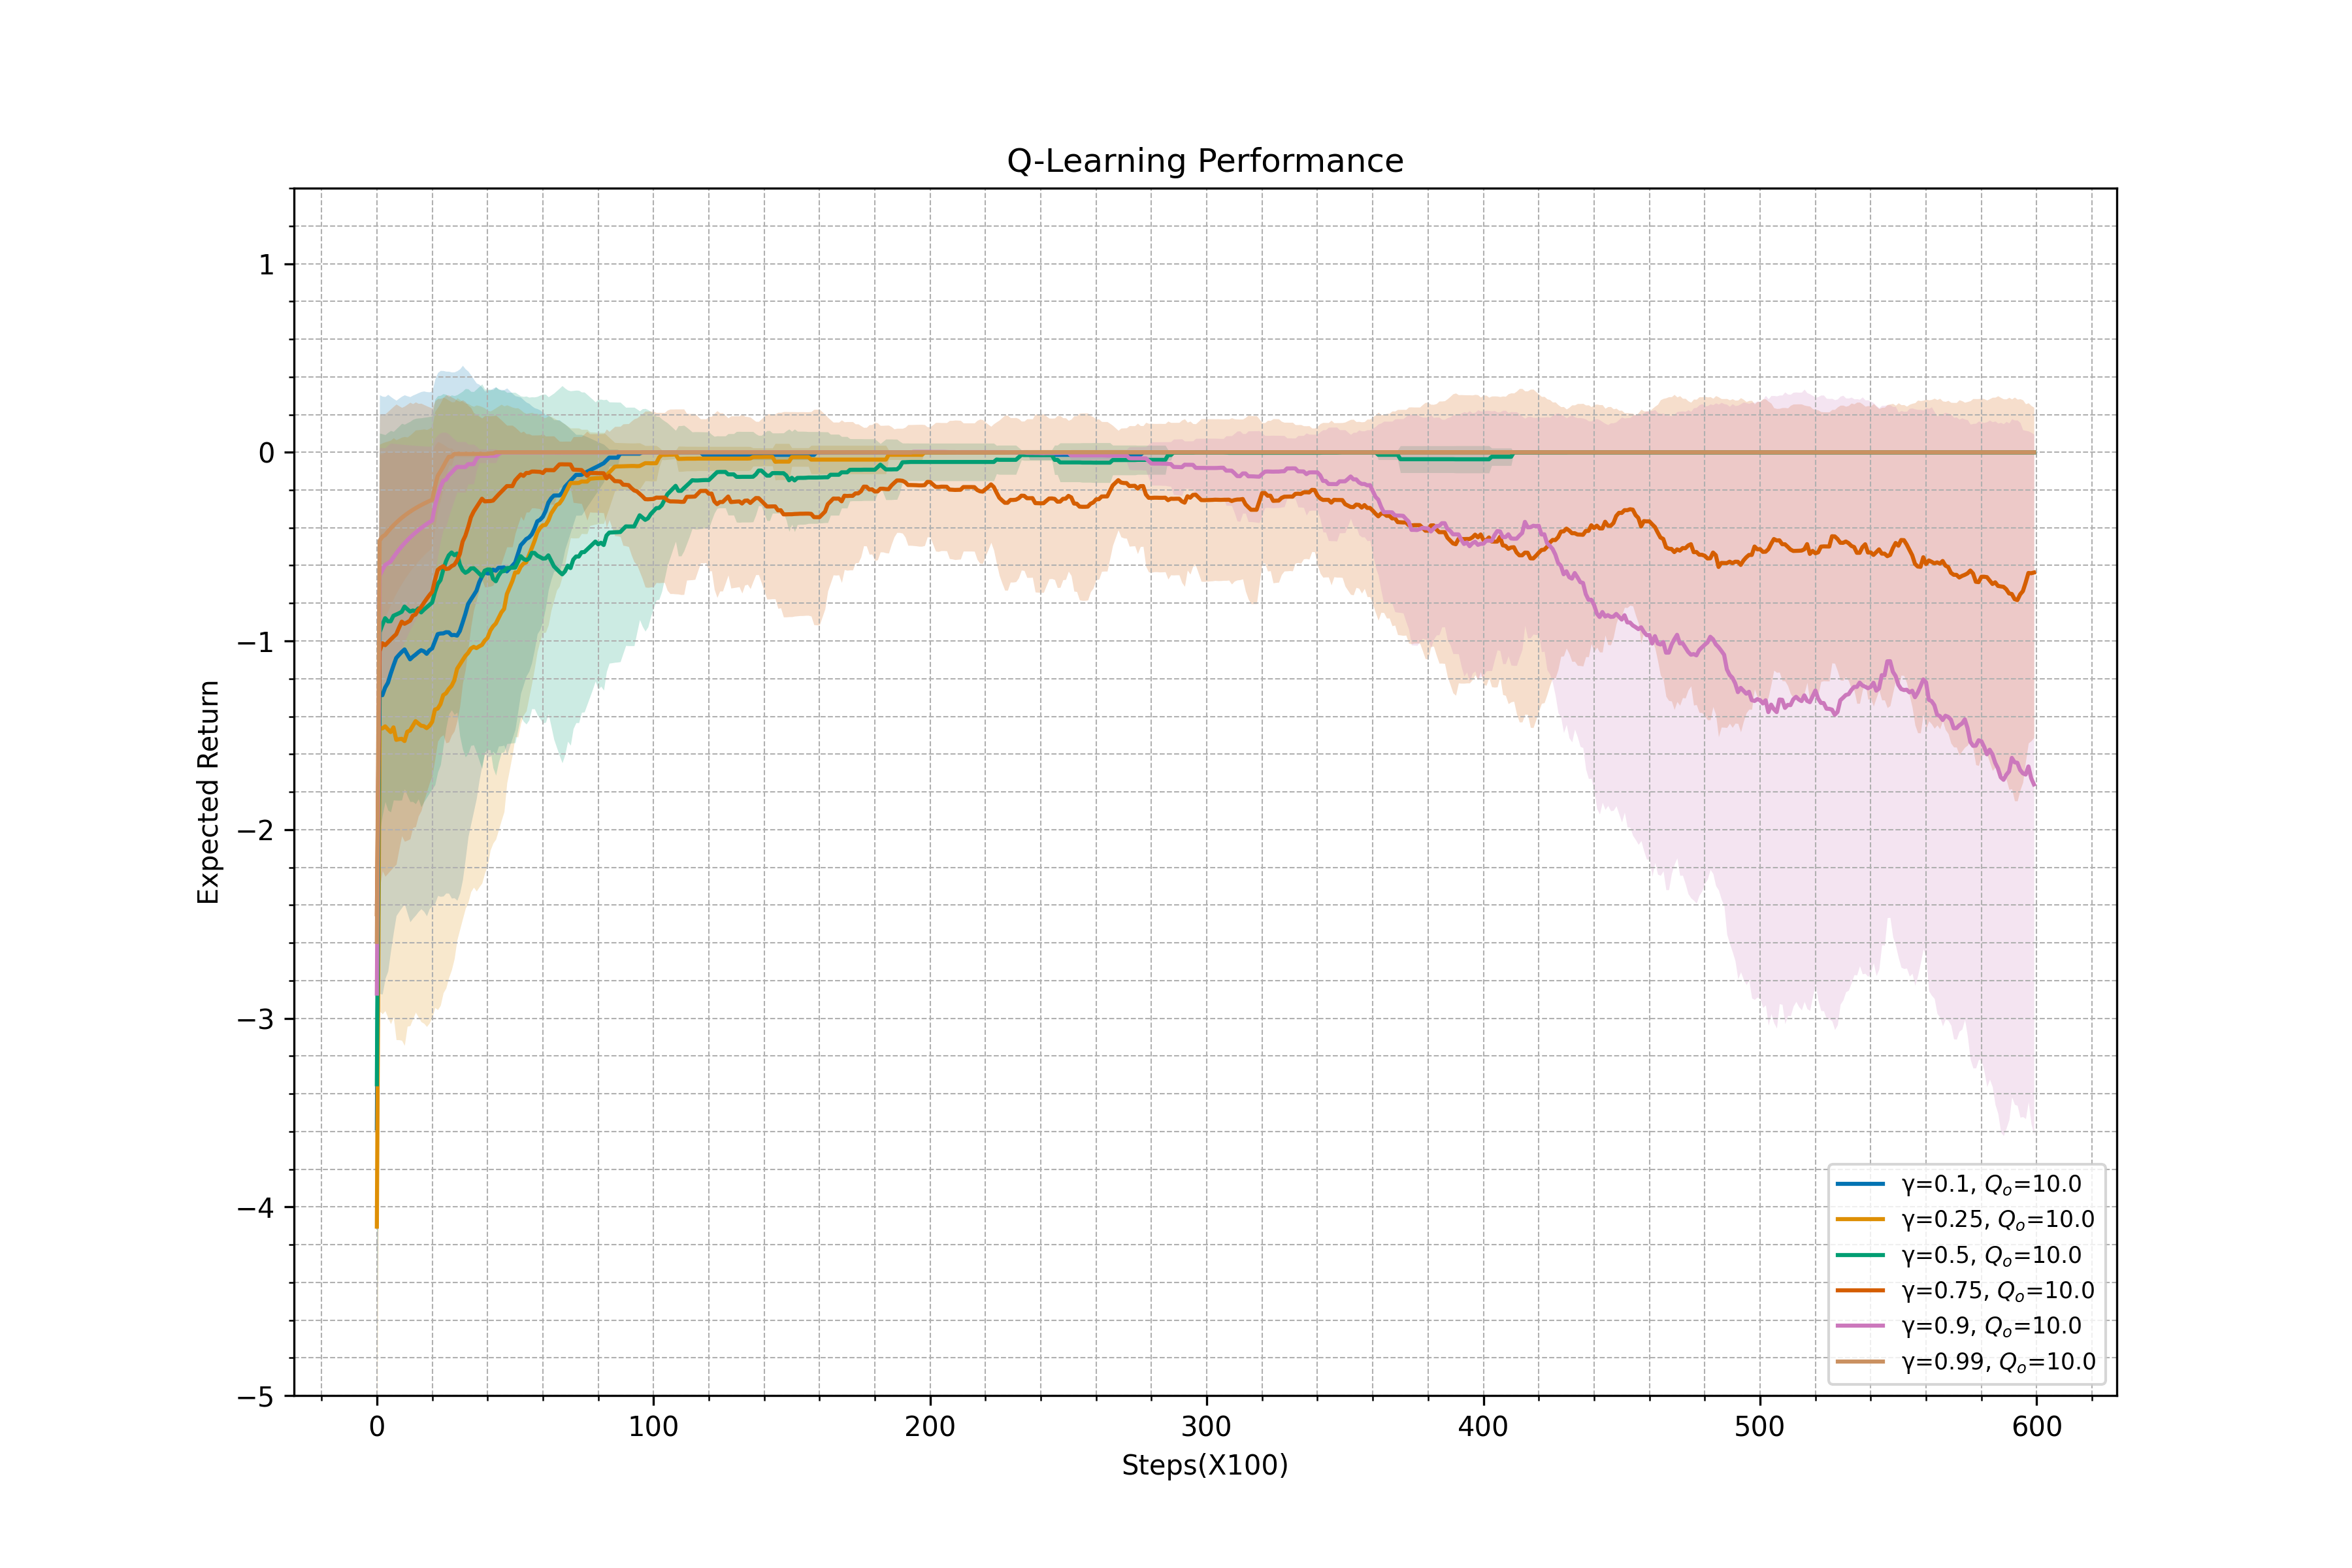 Q-Learning Performance
Expected Return
1
0
−1
−2
−3
−4
−5
0 100 200 300 400 500 600
Steps(X100)
γ=0.1, Qₒ=10.0
γ=0.25, Qₒ=10.0
γ=0.5, Qₒ=10.0
γ=0.75, Qₒ=10.0
γ=0.9, Qₒ=10.0
γ=0.99, Qₒ=10.0